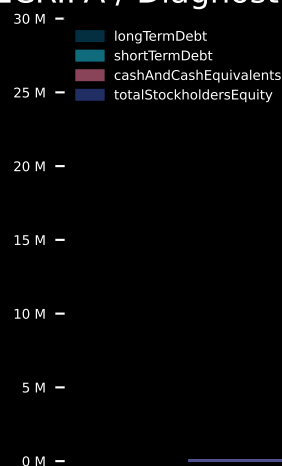 30 M
longTermDebt
shortTermDebt
cashAndCashEquivalents
25 M
totalStockholdersEquity
20 M
15 M
10 M
5 M
0 M